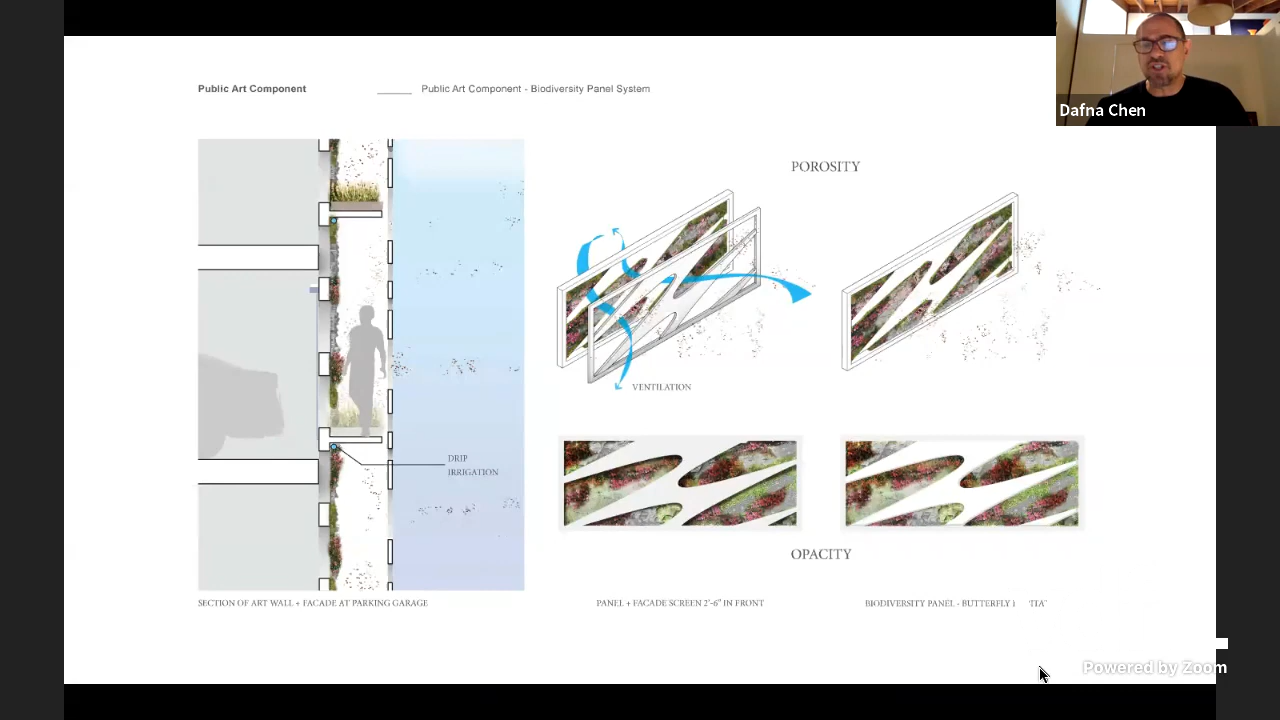 Public Art Component
Public Art Component - Biodiversity Panel System
Dafna Chen
POROSITY
VENTILATION
DRIP
IRRIGATION
OPACITY
SECTION OF ART WALL + FACADE AT PARKING GARAGE
PANEL + FACADE SCREEN 2'-6" IN FRONT
BIODIVERSITY PANEL - BUTTERFLY
Powered by Zoom